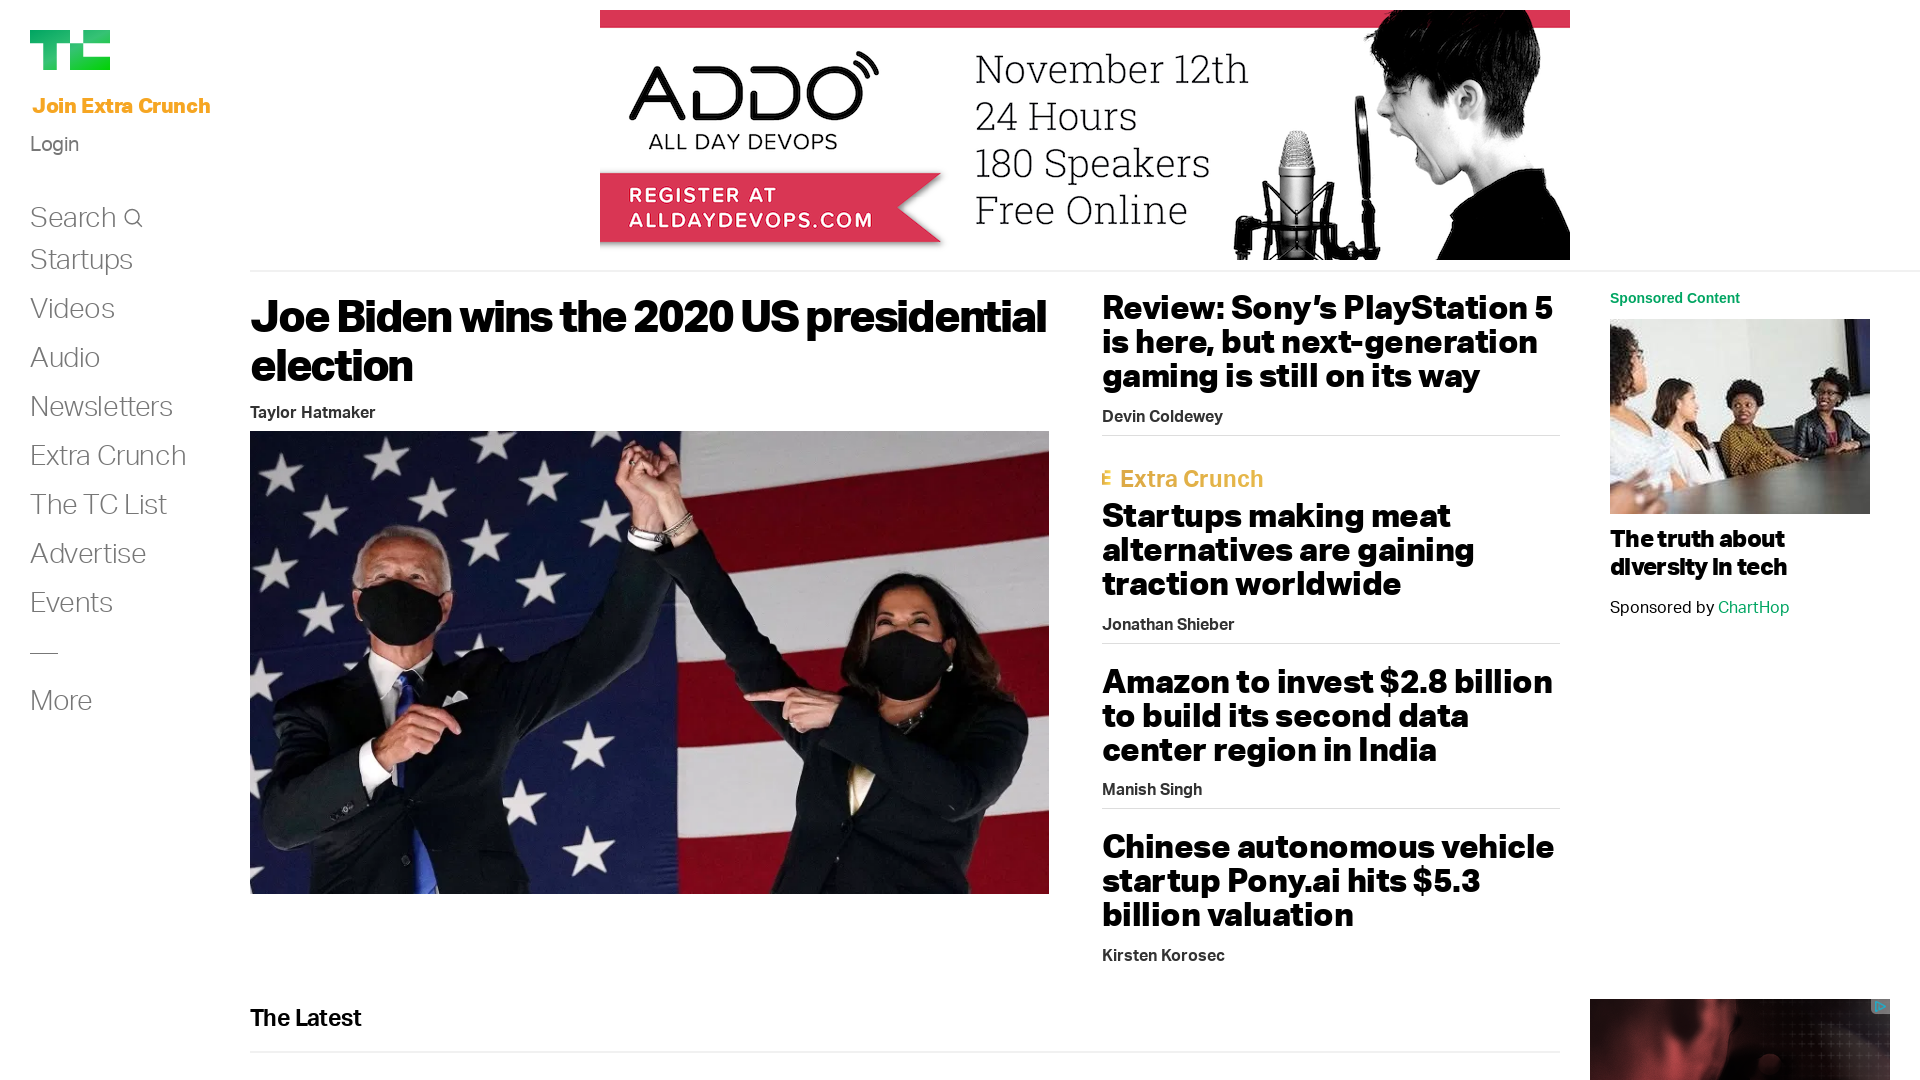 TC
Join Extra Crunch
Login
Search
Startups
Videos
Audio
Newsletters
Extra Crunch
The TC List
Advertise
Events
—
More
ADDO
ALL DAY DEVOPS
REGISTER AT
ALLDAYDEVOPS.COM
November 12th
24 Hours
180 Speakers
Free Online
Joe Biden wins the 2020 US presidential
election
Taylor Hatmaker
Review: Sony’s PlayStation 5
is here, but next-generation
gaming is still on its way
Devin Coldewey
Extra Crunch
Startups making meat
alternatives are gaining
traction worldwide
Jonathan Shieber
Amazon to invest $2.8 billion
to build its second data
center region in India
Manish Singh
Chinese autonomous vehicle
startup Pony.ai hits $5.3
billion valuation
Kirsten Korosec
Sponsored Content
The truth about
diversity in tech
Sponsored by ChartHop
The Latest